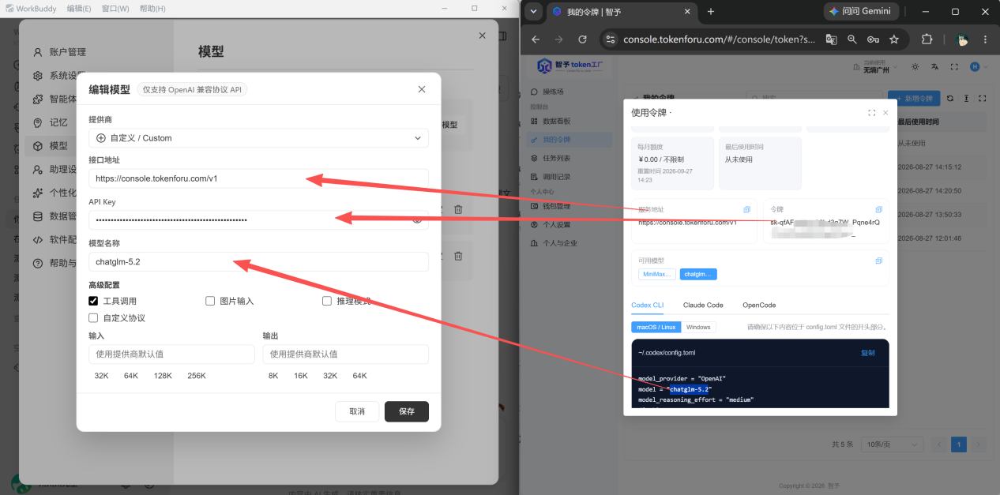 WorkBuddy 编辑(E) 窗口(W) 帮助(H)
账户管理
系统设
智能体
记忆
模型
助理设
个性化
数据管
软件配
帮助与
模型
模型
编辑模型 仅支持 OpenAI 兼容协议 API
提供商
自定义 / Custom
接口地址
https://console.tokenforu.com/v1
API Key
模型名称
chatglm-5.2
高级配置
工具调用 图片输入 推理模式
自定义协议
输入 输出
使用提供商默认值 使用提供商默认值
32K 64K 128K 256K 8K 16K 32K 64K
取消 保存
我的令牌 | 智予
问问 Gemini
console.tokenforu.com/#/console/token?s...
智予token工厂
当前使用
无熵广州
H
操练场
控制台
数据看板
我的令牌
任务列表
调用记录
个人中心
钱包管理
个人设置
个人与企业
我的令牌 搜索 + 新增令牌
最后使用时间
从未使用
2026-08-27 14:15:12
2026-08-27 14:20:50
2026-08-27 13:50:33
2026-08-27 12:01:46
使用令牌 ·
每月额度
¥ 0.00 / 不限制
重置时间 2026-09-27
14:23
最后使用时间
从未使用
服务地址
https://console.tokenforu.com/v1
令牌
sk-qfAF Pqne4rQ
可用模型
MiniMax... chatglm...
Codex CLI Claude Code OpenCode
macOS / Linux Windows 请确保以下内容位于 config.toml 文件的开头部分。
~/.codex/config.toml 复制
model_provider = "OpenAI"
model = "chatglm-5.2"
model_reasoning_effort = "medium"
共 5 条 10条/页 1
Copyright © 2026 智予